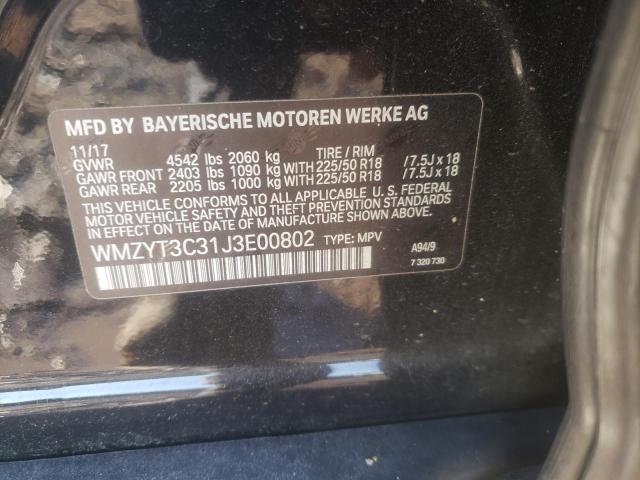 MFD BY BAYERISCHE MOTOREN WERKE AG
11/17
GVWR 4542 lbs 2060 kg TIRE / RIM
GAWR FRONT 2403 lbs 1090 kg WITH 225/50 R18 /7.5J x 18
GAWR REAR 2205 lbs 1000 kg WITH 225/50 R18 /7.5J x 18
THIS VEHICLE CONFORMS TO ALL APPLICABLE U. S. FEDERAL
MOTOR VEHICLE SAFETY AND THEFT PREVENTION STANDARDS
IN EFFECT ON THE DATE OF MANUFACTURE SHOWN ABOVE.
WMZYT3C31J3E00802 TYPE: MPV
A94/9
7 320 730